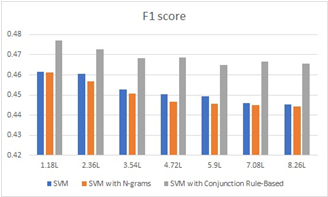 F1 score
0.48
0.47
0.46
0.45
0.44
0.43
0.42
1.18L 2.36L 3.54L 4.72L 5.9L 7.08L 8.26L
SVM SVM with N-grams SVM with Conjunction Rule-Based